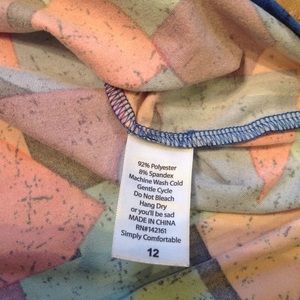 92% Polyester
8% Spandex
Machine Wash Cold
Gentle Cycle
Do Not Bleach
Hang Dry
or you'll be sad
MADE IN CHINA
RN#142161
Simply Comfortable
12